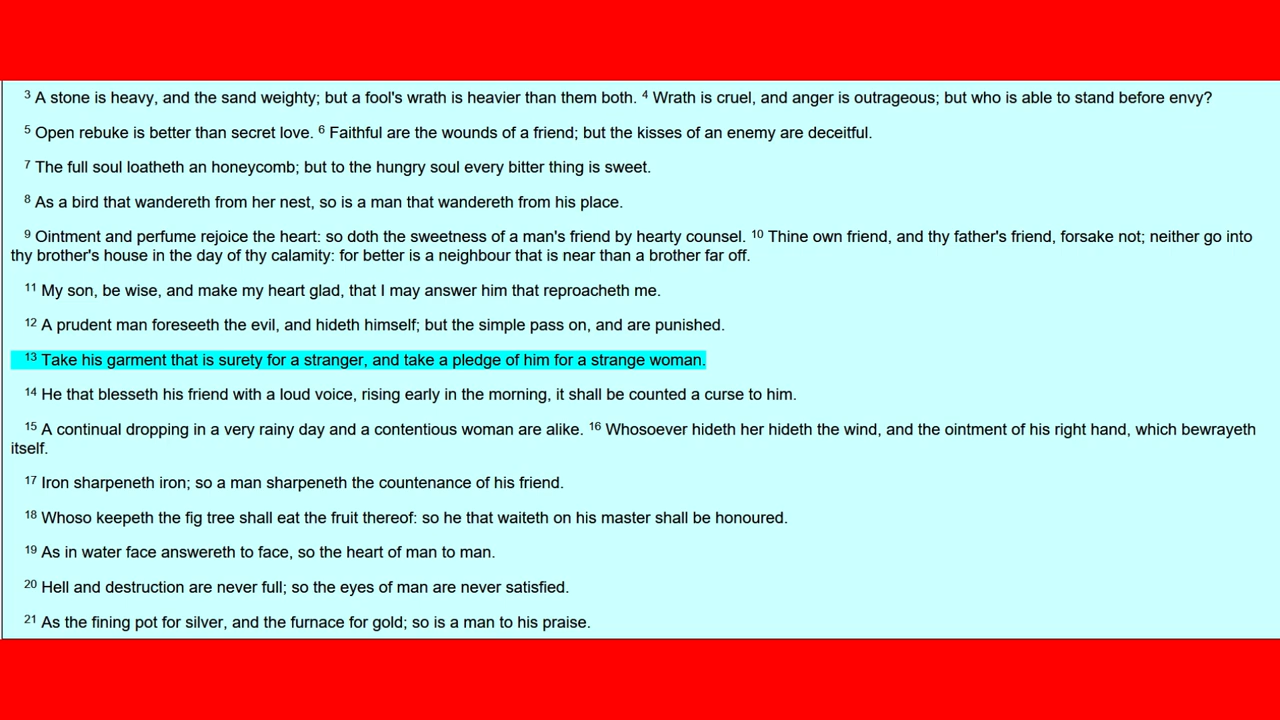 3 A stone is heavy, and the sand weighty; but a fool's wrath is heavier than them both. 4 Wrath is cruel, and anger is outrageous; but who is able to stand before envy?
5 Open rebuke is better than secret love. 6 Faithful are the wounds of a friend; but the kisses of an enemy are deceitful.
7 The full soul loatheth an honeycomb; but to the hungry soul every bitter thing is sweet.
8 As a bird that wandereth from her nest, so is a man that wandereth from his place.
9 Ointment and perfume rejoice the heart: so doth the sweetness of a man's friend by hearty counsel. 10 Thine own friend, and thy father's friend, forsake not; neither go into
thy brother's house in the day of thy calamity: for better is a neighbour that is near than a brother far off.
11 My son, be wise, and make my heart glad, that I may answer him that reproacheth me.
12 A prudent man foreseeth the evil, and hideth himself; but the simple pass on, and are punished.
13 Take his garment that is surety for a stranger, and take a pledge of him for a strange woman.
14 He that blesseth his friend with a loud voice, rising early in the morning, it shall be counted a curse to him.
15 A continual dropping in a very rainy day and a contentious woman are alike. 16 Whosoever hideth her hideth the wind, and the ointment of his right hand, which bewrayeth
itself.
17 Iron sharpeneth iron; so a man sharpeneth the countenance of his friend.
18 Whoso keepeth the fig tree shall eat the fruit thereof: so he that waiteth on his master shall be honoured.
19 As in water face answereth to face, so the heart of man to man.
20 Hell and destruction are never full; so the eyes of man are never satisfied.
21 As the fining pot for silver, and the furnace for gold; so is a man to his praise.